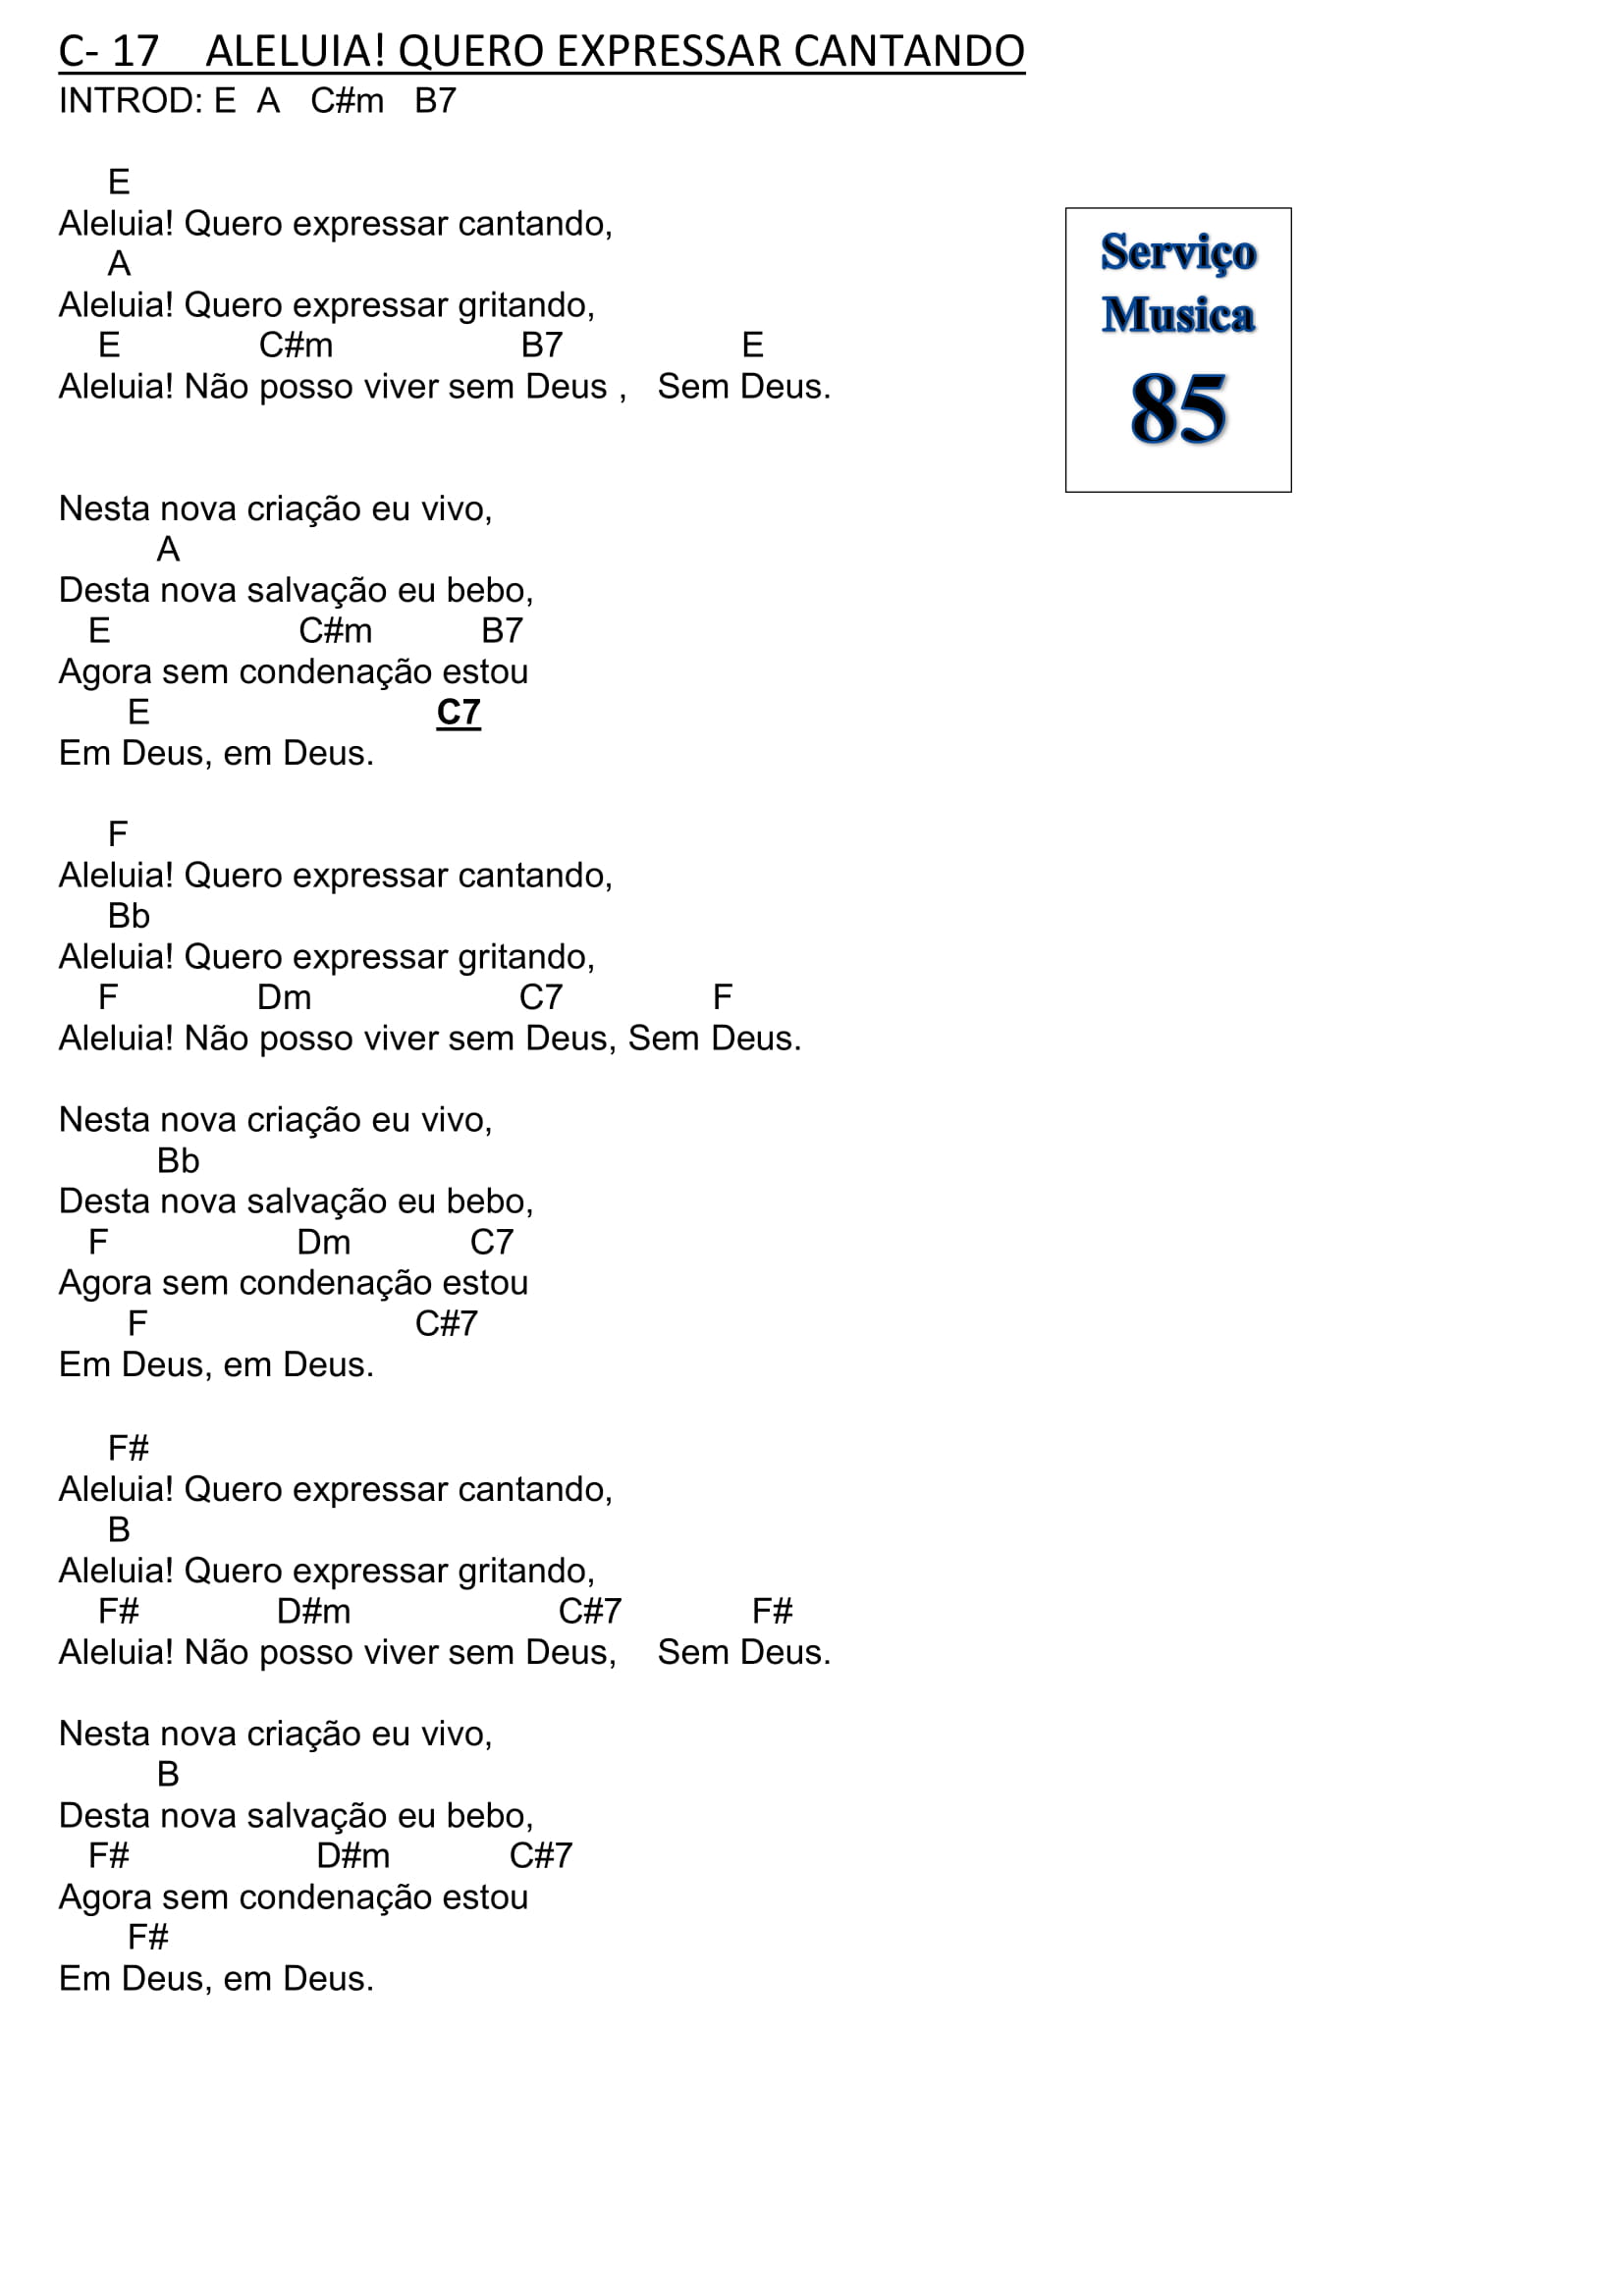 C- 17    ALELUIA! QUERO EXPRESSAR CANTANDO
INTROD: E  A   C#m   B7
E
Aleluia! Quero expressar cantando,
A
Aleluia! Quero expressar gritando,
E              C#m                   B7                  E
Aleluia! Não posso viver sem Deus ,   Sem Deus.
Serviço
Musica
85
Nesta nova criação eu vivo,
A
Desta nova salvação eu bebo,
E                   C#m           B7
Agora sem condenação estou
E                             C7
Em Deus, em Deus.
F
Aleluia! Quero expressar cantando,
Bb
Aleluia! Quero expressar gritando,
F              Dm                     C7               F
Aleluia! Não posso viver sem Deus, Sem Deus.
Nesta nova criação eu vivo,
Bb
Desta nova salvação eu bebo,
F                   Dm            C7
Agora sem condenação estou
F                           C#7
Em Deus, em Deus.
F#
Aleluia! Quero expressar cantando,
B
Aleluia! Quero expressar gritando,
F#              D#m                     C#7             F#
Aleluia! Não posso viver sem Deus,    Sem Deus.
Nesta nova criação eu vivo,
B
Desta nova salvação eu bebo,
F#                   D#m            C#7
Agora sem condenação estou
F#
Em Deus, em Deus.